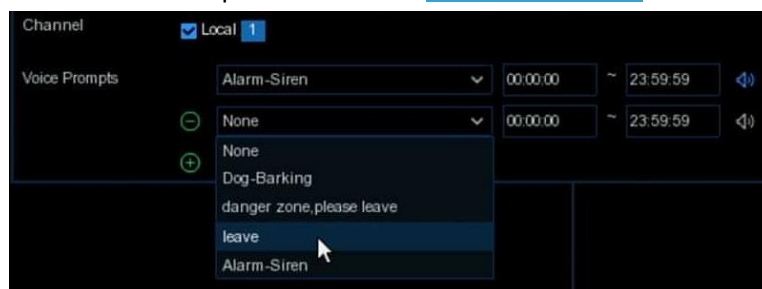 Channel Local 1
Voice Prompts Alarm-Siren 00:00:00 ~ 23:59:59
None 00:00:00 ~ 23:59:59
None
Dog-Barking
danger zone,please leave
leave
Alarm-Siren